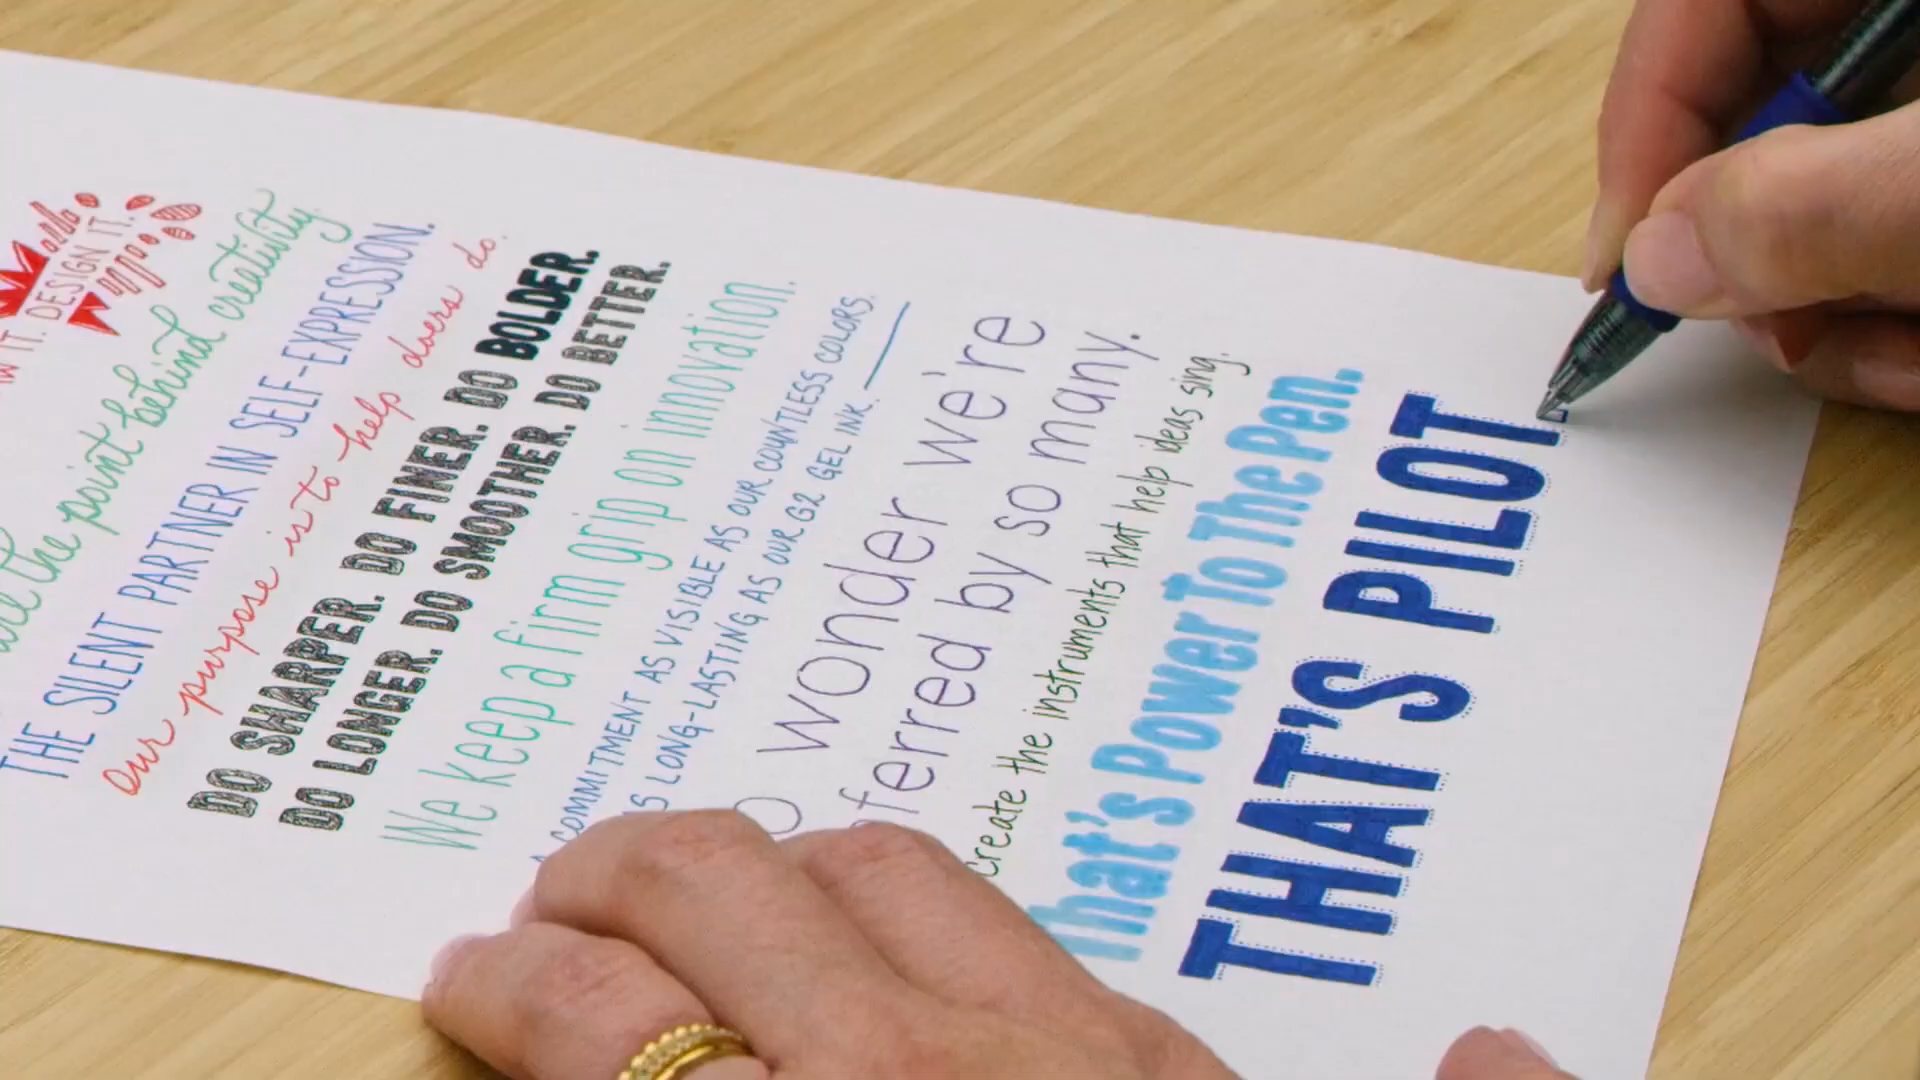 IT. DESIGN IT.
are the point behind creativity.
THE SILENT PARTNER IN SELF-EXPRESSION.
our purpose is to help doers do.
DO SHARPER. DO FINER. DO BOLDER.
DO LONGER. DO SMOOTHER. DO BETTER.
We keep a firm grip on innovation.
COMMITMENT AS VISIBLE AS OUR COUNTLESS COLORS.
LONG-LASTING AS OUR G2 GEL INK.
wonder we're
by so many.
create the instruments that help ideas sing.
That's Power To The Pen.
THAT'S PILOT